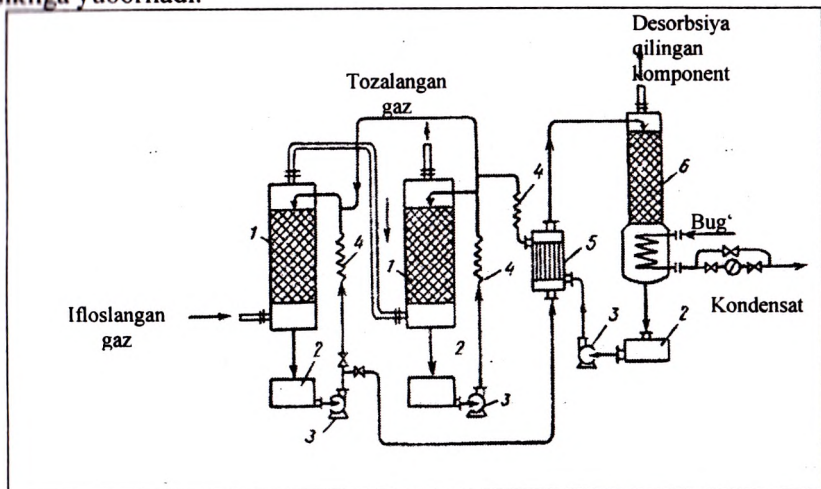 yuboriladi.
Desorbsiya
qilingan
komponent
Tozalangan
gaz
4
6
1
4
1
4
5
Bug‘
Ifloslangan
gaz
Kondensat
2
2
3
2
3
3